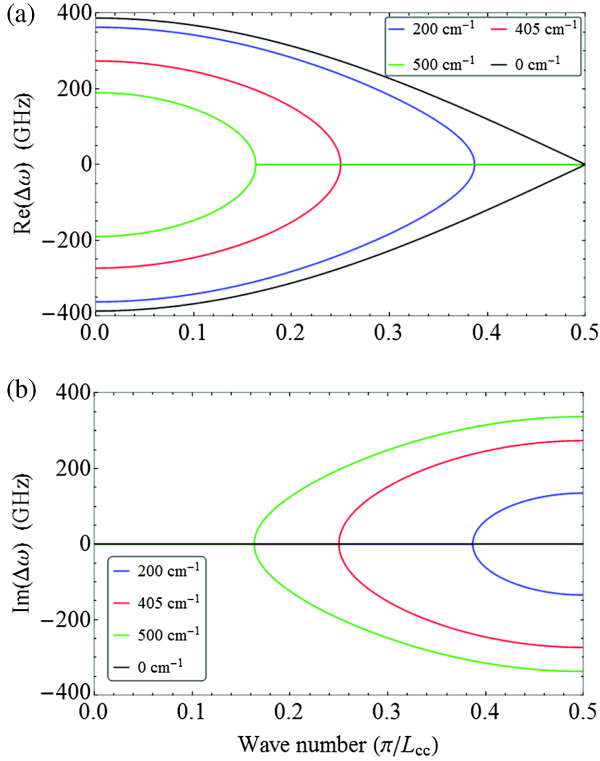 (a)
Re(Δω) (GHz)
400
200
0
−200
−400
200 cm⁻¹
405 cm⁻¹
500 cm⁻¹
0 cm⁻¹
0.0
0.1
0.2
0.3
0.4
0.5
(b)
Im(Δω) (GHz)
400
200
0
−200
−400
200 cm⁻¹
405 cm⁻¹
500 cm⁻¹
0 cm⁻¹
0.0
0.1
0.2
0.3
0.4
0.5
Wave number (π/Lcc)